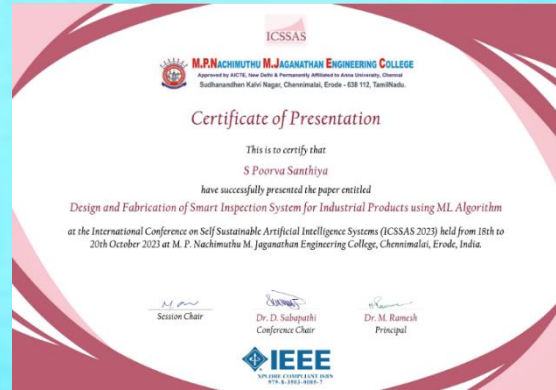 ICSSAS
M.P.NACHIMUTHU M.JAGANATHAN ENGINEERING COLLEGE
Approved by AICTE, New Delhi & Permanently Affiliated to Anna University, Chennai
Sudhanandhen Kalvi Nagar, Chennimalai, Erode - 638 112, TamilNadu.
Certificate of Presentation
This is to certify that
S Poorva Santhiya
have successfully presented the paper entitled
Design and Fabrication of Smart Inspection System for Industrial Products using ML Algorithm
at the International Conference on Self Sustainable Artificial Intelligence Systems (ICSSAS 2023) held from 18th to
20th October 2023 at M. P. Nachimuthu M. Jaganathan Engineering College, Chennimalai, Erode, India.
Session Chair
Dr. D. Sabapathi
Conference Chair
Dr. M. Ramesh
Principal
IEEE
XPLORE COMPLIANT ISBN